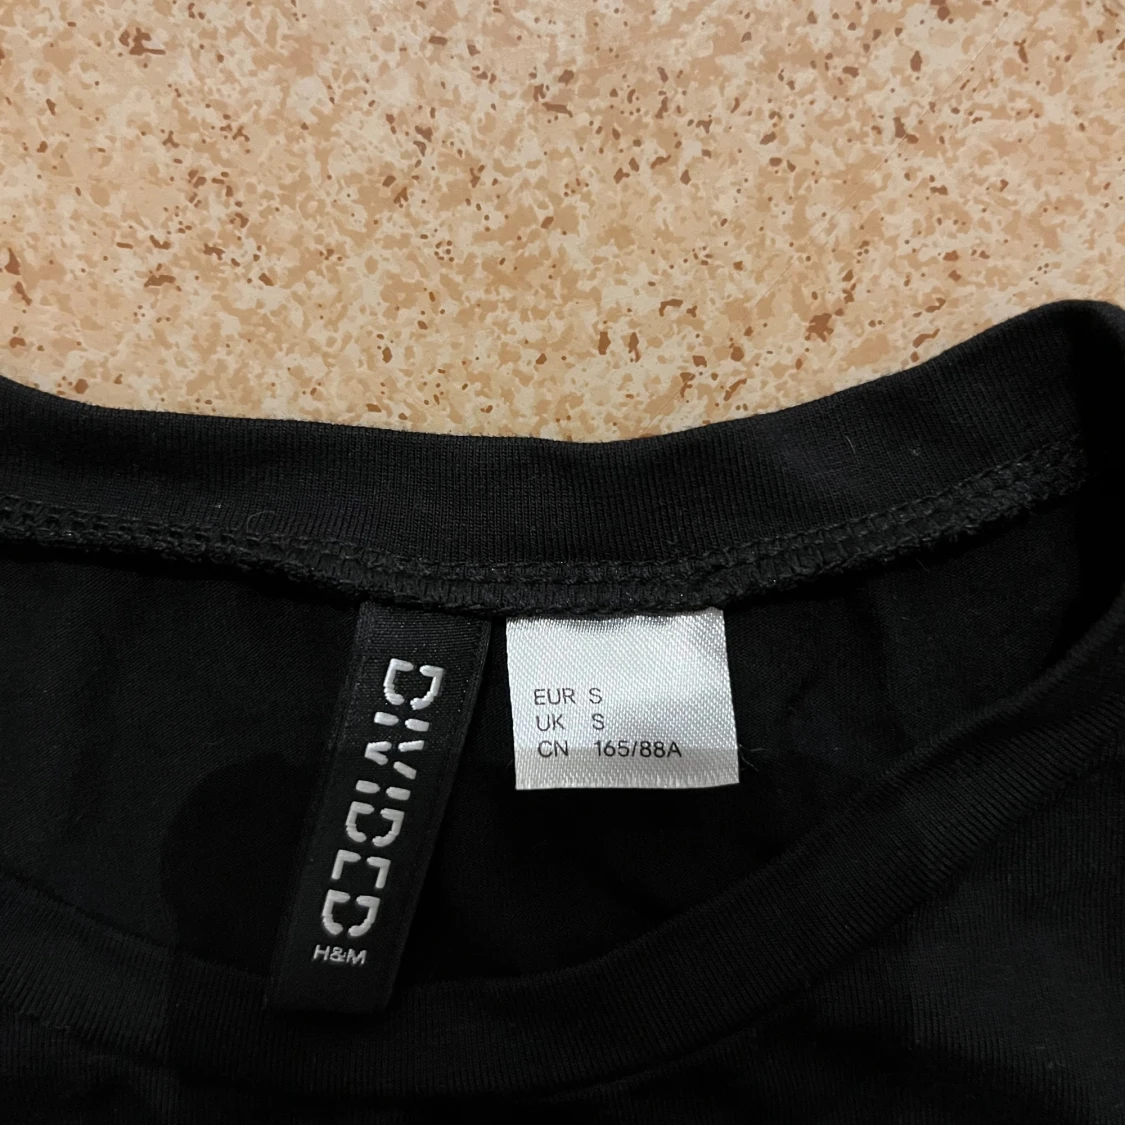 DIVIDED
H&M
EUR S
UK S
CN 165/88A